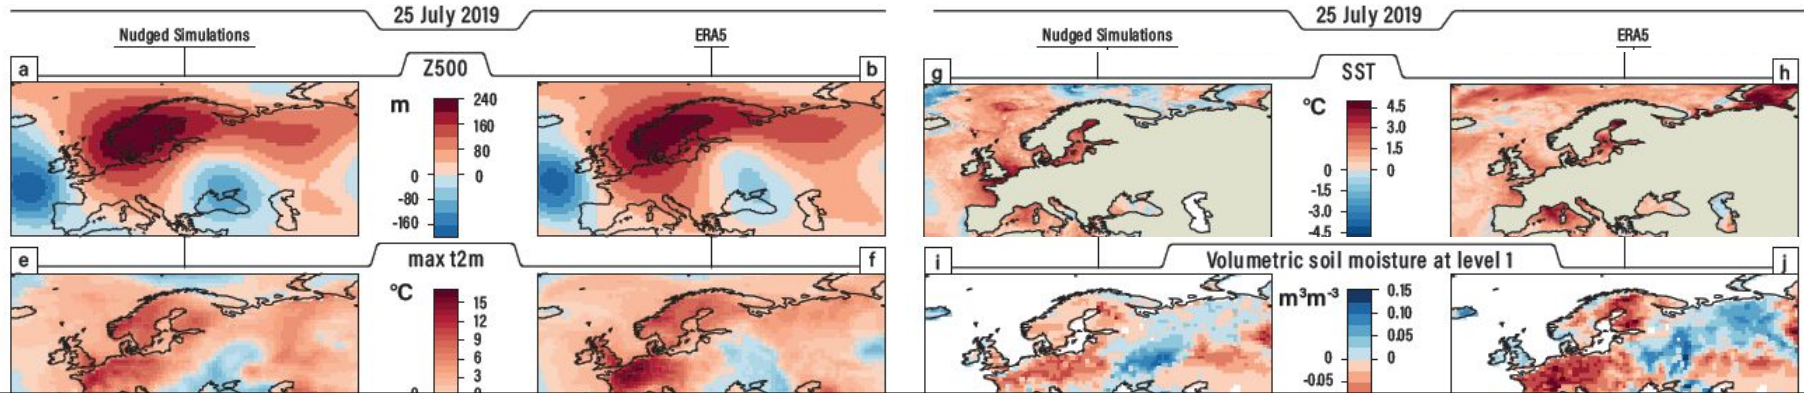 25 July 2019
Nudged Simulations
ERA5
a
Z500
b
m
240
160
80
0
0
-80
-160
e
max t2m
f
°C
15
12
9
6
3
0
25 July 2019
Nudged Simulations
ERA5
g
SST
h
°C
4.5
3.0
1.5
0
0
-15
-3.0
-4.5
i
Volumetric soil moisture at level 1
j
m³m⁻³
0.15
0.10
0.05
0
0
-0.05